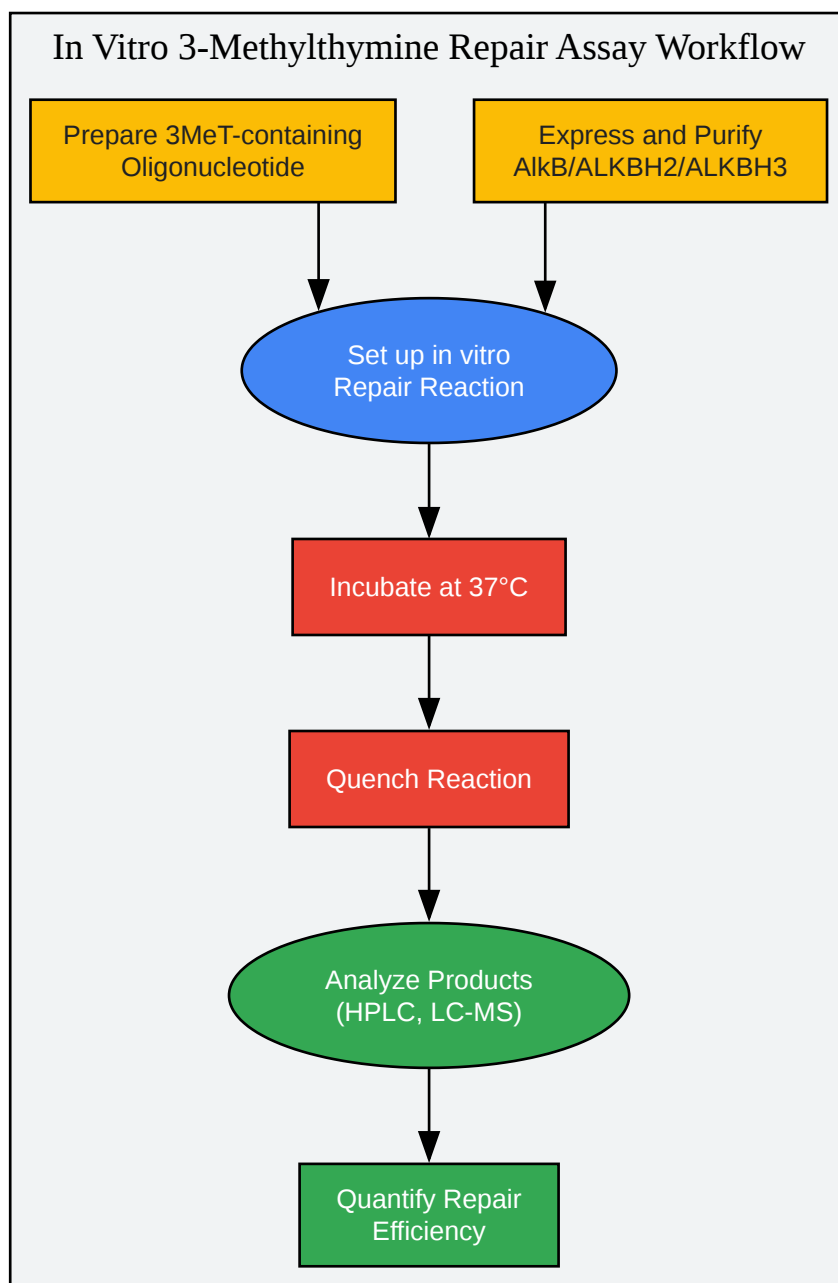 In Vitro 3-Methylthymine Repair Assay Workflow
Prepare 3MeT-containing
Oligonucleotide
Express and Purify
AlkB/ALKBH2/ALKBH3
Set up in vitro
Repair Reaction
Incubate at 37°C
Quench Reaction
Analyze Products
(HPLC, LC-MS)
Quantify Repair
Efficiency